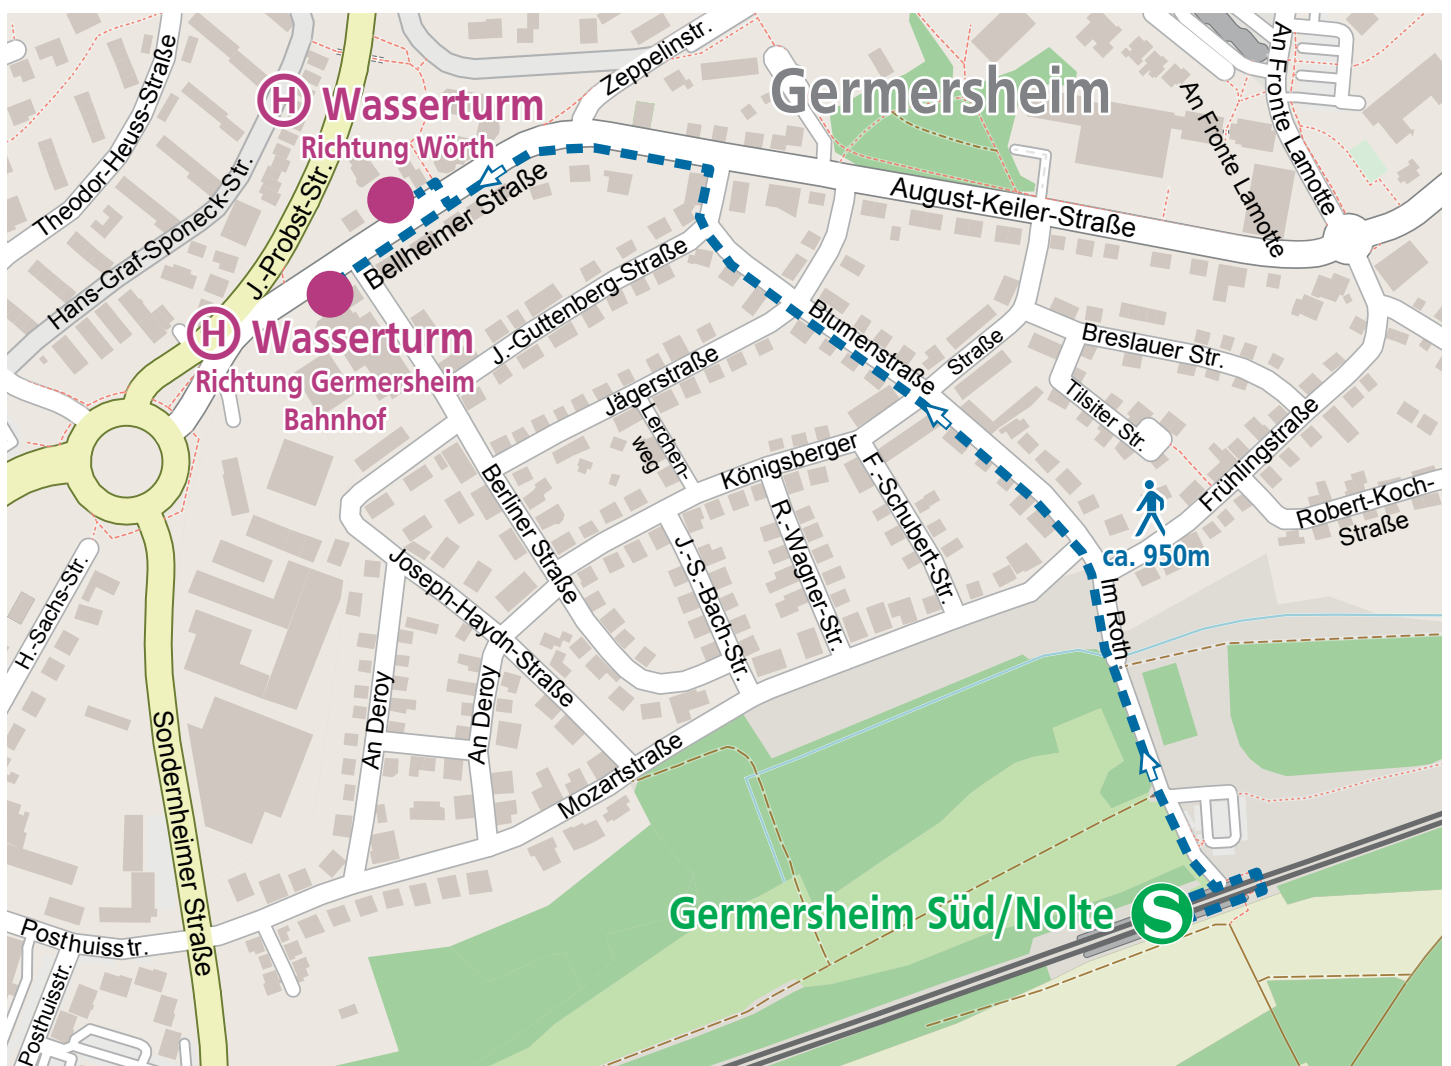 Zeppelinstr.
An Fronte Lamotte
An Fronte Lamotte
Theodor-Heuss-Straße
Germersheim
H Wasserturm
Richtung Wörth
Hans-Graf-Sponeck-Str.
J.-Probst-Str.
Bellheimer Straße
August-Keiler-Straße
H Wasserturm
Richtung Germersheim
Bahnhof
J.-Guttenberg-Straße
Blumenstraße
Breslauer Str.
Jägerstraße
Königsberger
Straße
Tilsiter Str.
Lerchen-
weg
Frühlingstraße
Robert-Koch-
Straße
Berliner Straße
R.-Wagner-Str.
F.-Schubert-Str.
J.-S.-Bach-Str.
ca. 950m
Im Roth
Joseph-Haydn-Straße
H.-Sachs-Str.
An Deroy
An Deroy
Sondernheimer Straße
Mozartstraße
Germersheim Süd/Nolte S
Posthuisstr.
Posthuisstr.